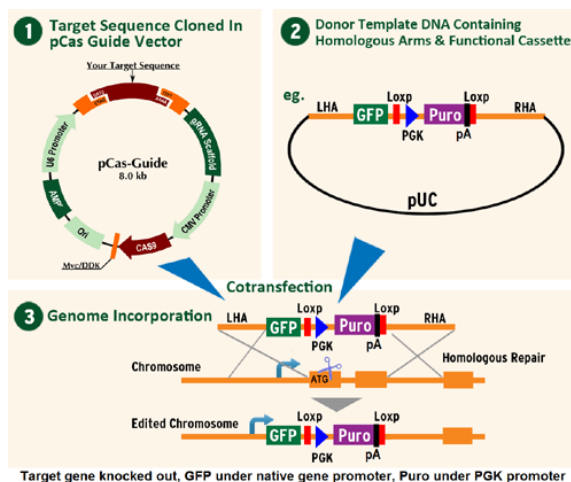 1 Target Sequence Cloned In
pCas Guide Vector
Your Target Sequence
U6 Promoter
gRNA Scaffold
pCas-Guide
8.0 kb
AMPr
CMV Promoter
Ori
CAS9
Myc/DDK
2 Donor Template DNA Containing
Homologous Arms & Functional Cassette
eg.
Loxp Loxp
LHA GFP Puro RHA
PGK pA
pUC
Cotransfection
3 Genome Incorporation
LHA Loxp Loxp RHA
GFP Puro
PGK pA
Chromosome ATG Homologous Repair
Edited Chromosome Loxp Loxp
GFP Puro
PGK pA
Target gene knocked out, GFP under native gene promoter, Puro under PGK promoter